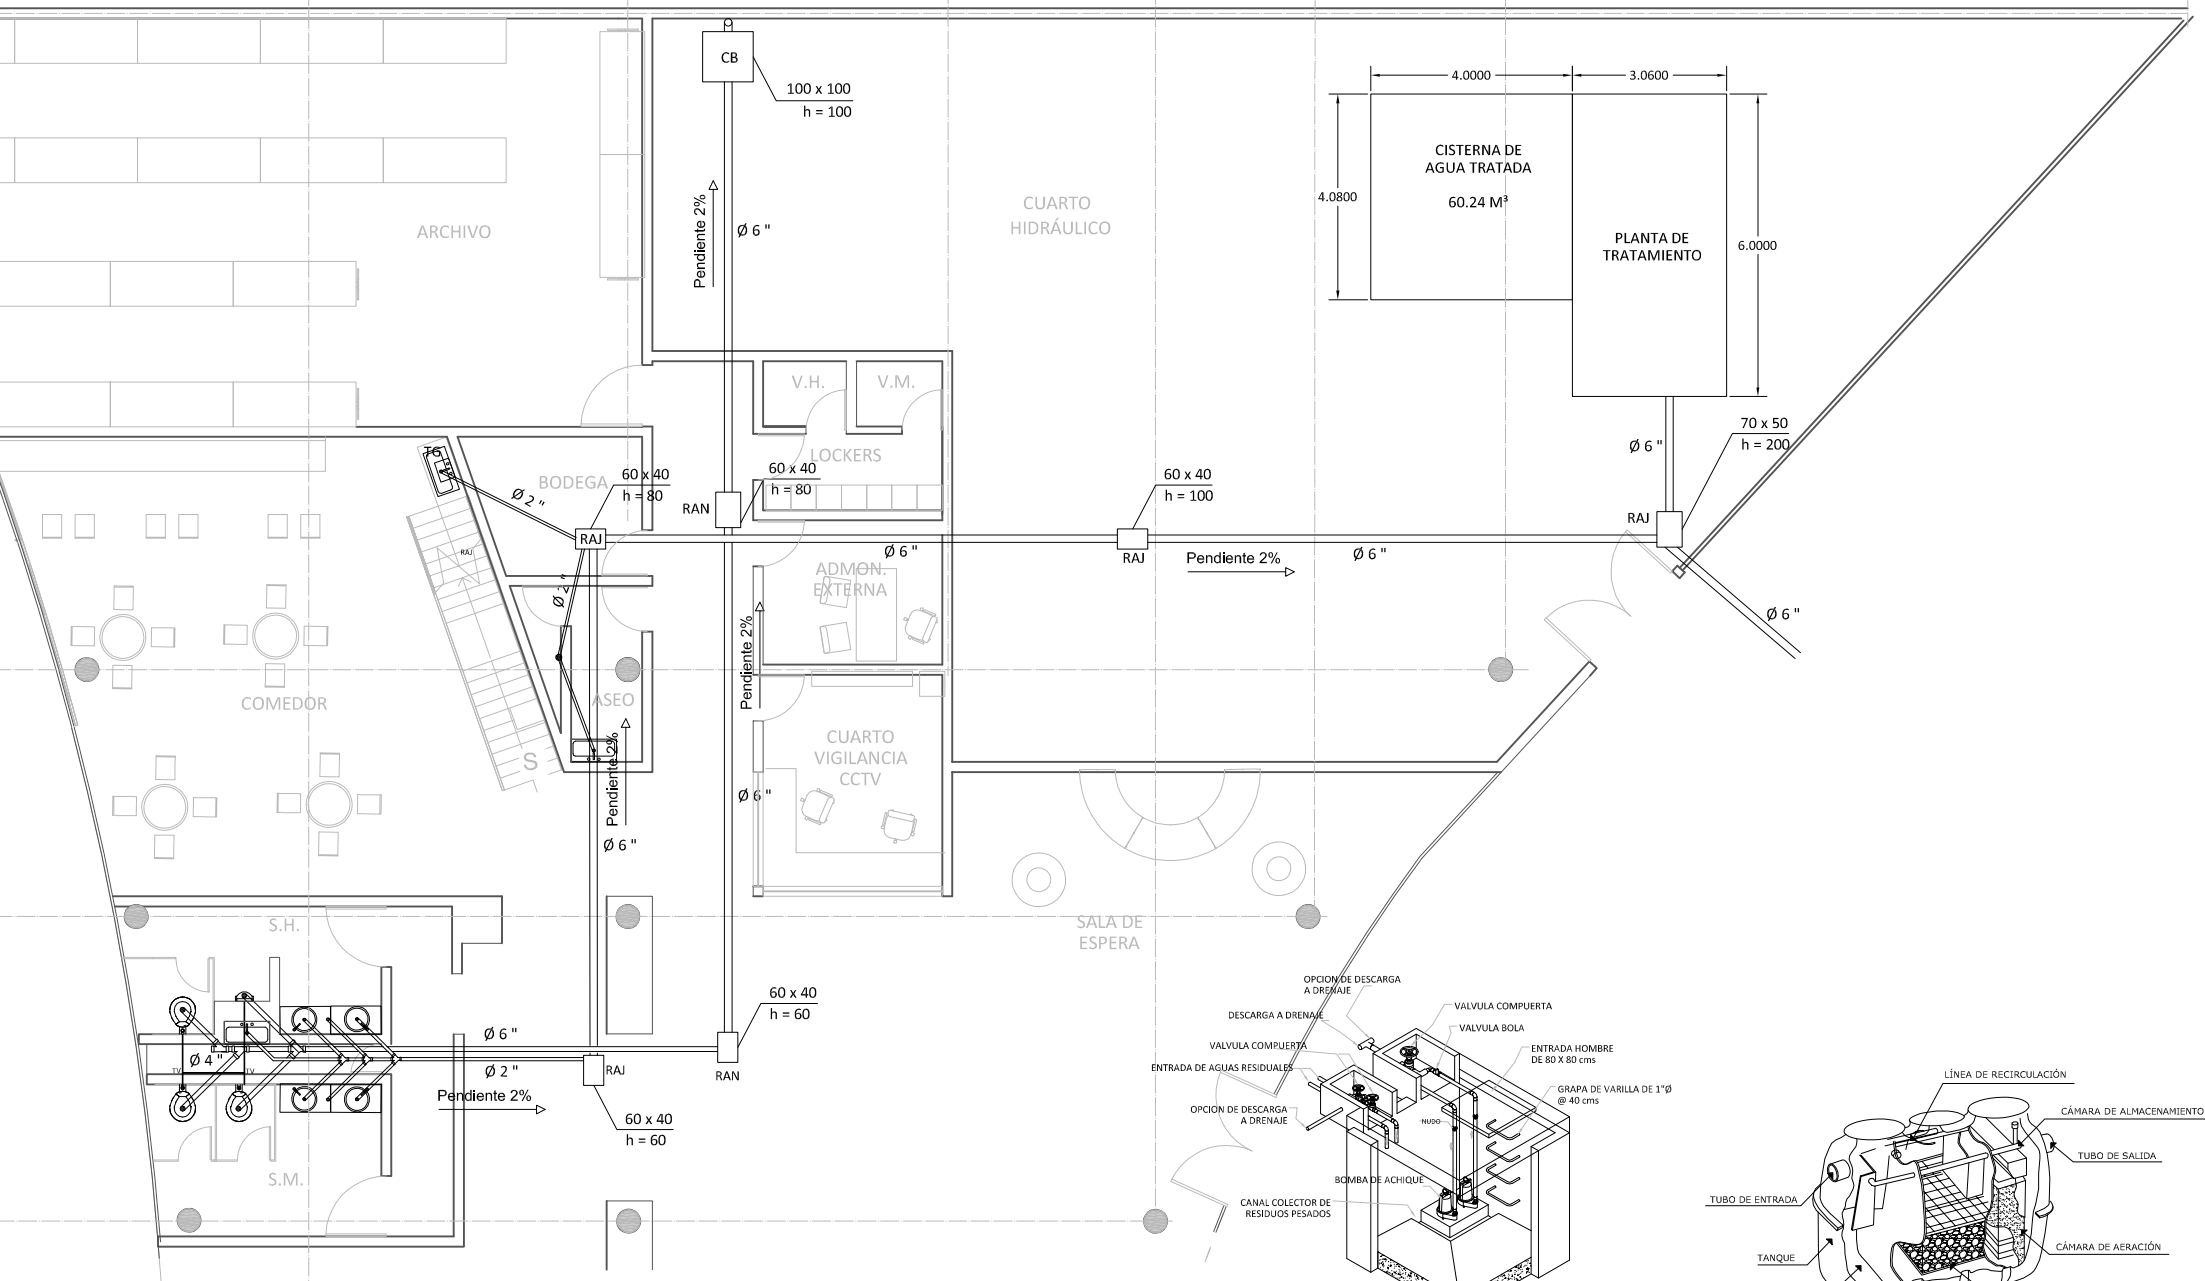 CB
100 x 100
h = 100
4.0000
3.0600
CISTERNA DE
AGUA TRATADA
60.24 M³
4.0800
PLANTA DE
TRATAMIENTO
6.0000
ARCHIVO
CUARTO
HIDRÁULICO
Pendiente 2%
Ø 6 "
V.H.
V.M.
LOCKERS
BODEGA
Ø 2 "
60 x 40
h = 80
RAJ
RAN
60 x 40
h = 80
60 x 40
h = 100
RAJ
Ø 6 "
70 x 50
h = 200
RAJ
RAJ
Ø 6 "
Pendiente 2%
Ø 6 "
Ø 6 "
ADMON.
EXTERNA
Ø 2 "
Pendiente 2%
COMEDOR
ASEO
S
Pendiente 2%
CUARTO
VIGILANCIA
CCTV
Ø 6 "
Ø 6 "
S.H.
SALA DE
ESPERA
60 x 40
h = 60
Ø 6 "
Ø 4 "
TV
TV
Ø 2 "
RAJ
RAN
Pendiente 2%
60 x 40
h = 60
S.M.
OPCION DE DESCARGA
A DRENAJE
VALVULA COMPUERTA
DESCARGA A DRENAJE
VALVULA BOLA
VALVULA COMPUERTA
ENTRADA HOMBRE
DE 80 X 80 cms
ENTRADA DE AGUAS RESIDUALES
GRAPA DE VARILLA DE 1"Ø
@ 40 cms
OPCION DE DESCARGA
A DRENAJE
NUDO
BOMBA DE ACHIQUE
CANAL COLECTOR DE
RESIDUOS PESADOS
LÍNEA DE RECIRCULACIÓN
CÁMARA DE ALMACENAMIENTO
TUBO DE SALIDA
TUBO DE ENTRADA
CÁMARA DE AERACIÓN
TANQUE